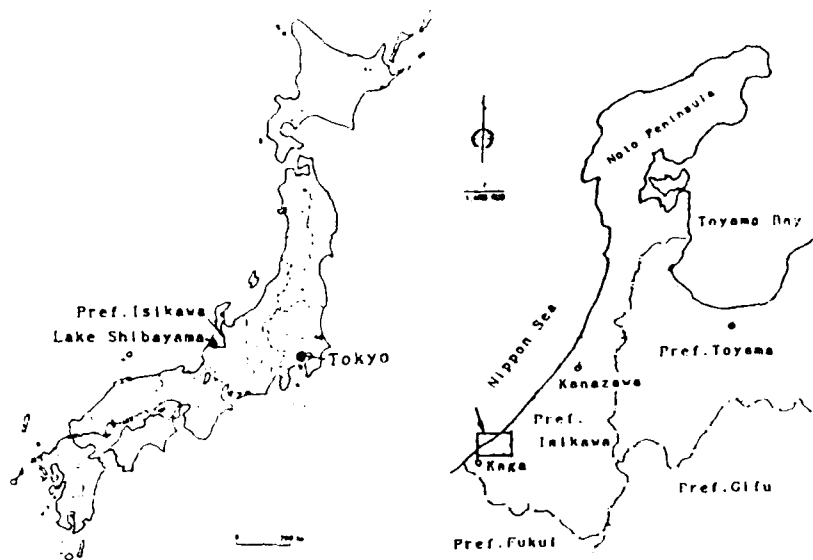 Pref.Isikawa
Lake Shibayama
Tokyo
Noto Peninsula
Toyama Bay
Nippon Sea
Pref.Toyama
Kanazawa
Pref.
Isikawa
Kaga
Pref.Gifu
Pref.Fukui